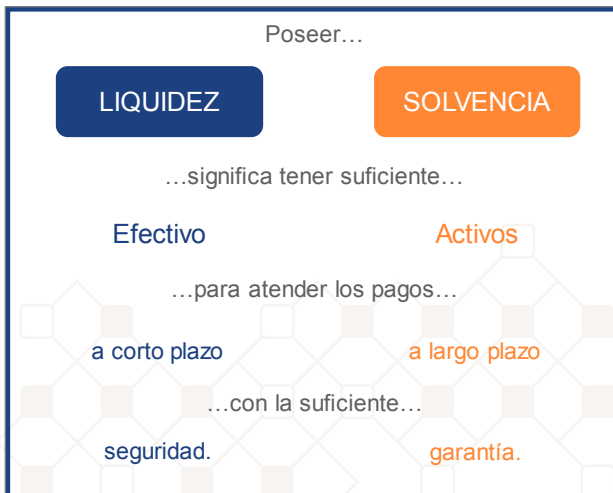 Poseer…
LIQUIDEZ
SOLVENCIA
…significa tener suficiente…
Efectivo
Activos
…para atender los pagos…
a corto plazo
a largo plazo
…con la suficiente…
seguridad.
garantía.